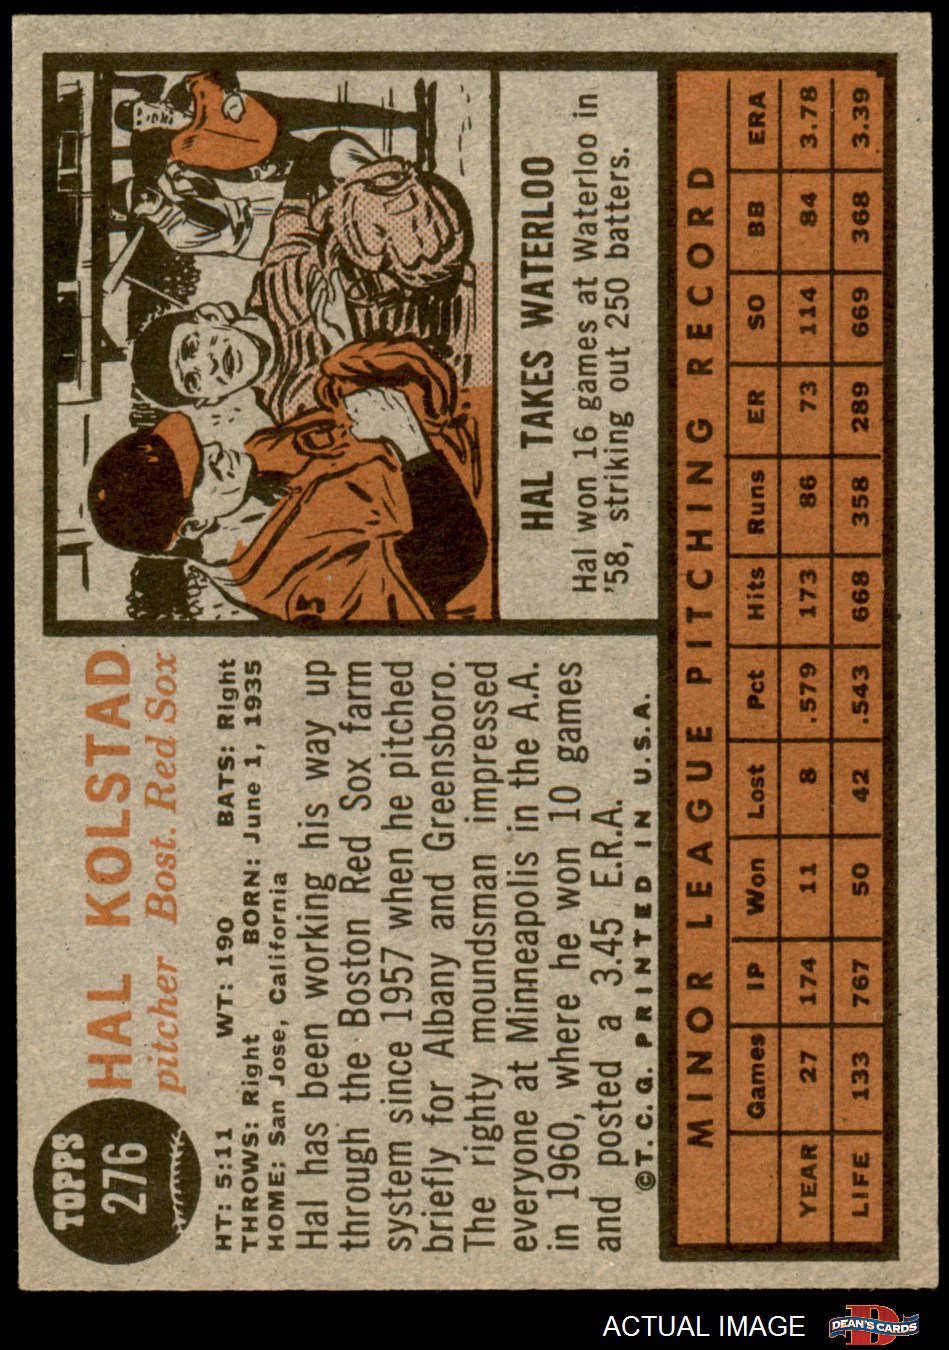 TOPPS
276
HAL KOLSTAD
pitcher Bost. Red Sox
HT: 5:11 WT: 190 BATS: Right
THROWS: Right BORN: June 1, 1935
HOME: San Jose, California
Hal has been working his way up
through the Boston Red Sox farm
system since 1957 when he pitched
briefly for Albany and Greensboro.
The righty moundsman impressed
everyone at Minneapolis in the A.A.
in 1960, where he won 10 games
and posted a 3.45 E.R.A.
©T.C.G. PRINTED IN U.S.A.
HAL TAKES WATERLOO
Hal won 16 games at Waterloo in
'58, striking out 250 batters.
MINOR LEAGUE PITCHING RECORD
Games IP Won Lost Pct Hits Runs ER SO BB ERA
YEAR 27 174 11 8 .579 173 86 73 114 84 3.78
LIFE 133 767 50 42 .543 668 358 289 669 368 3.39
ACTUAL IMAGE
DEAN'S CARDS